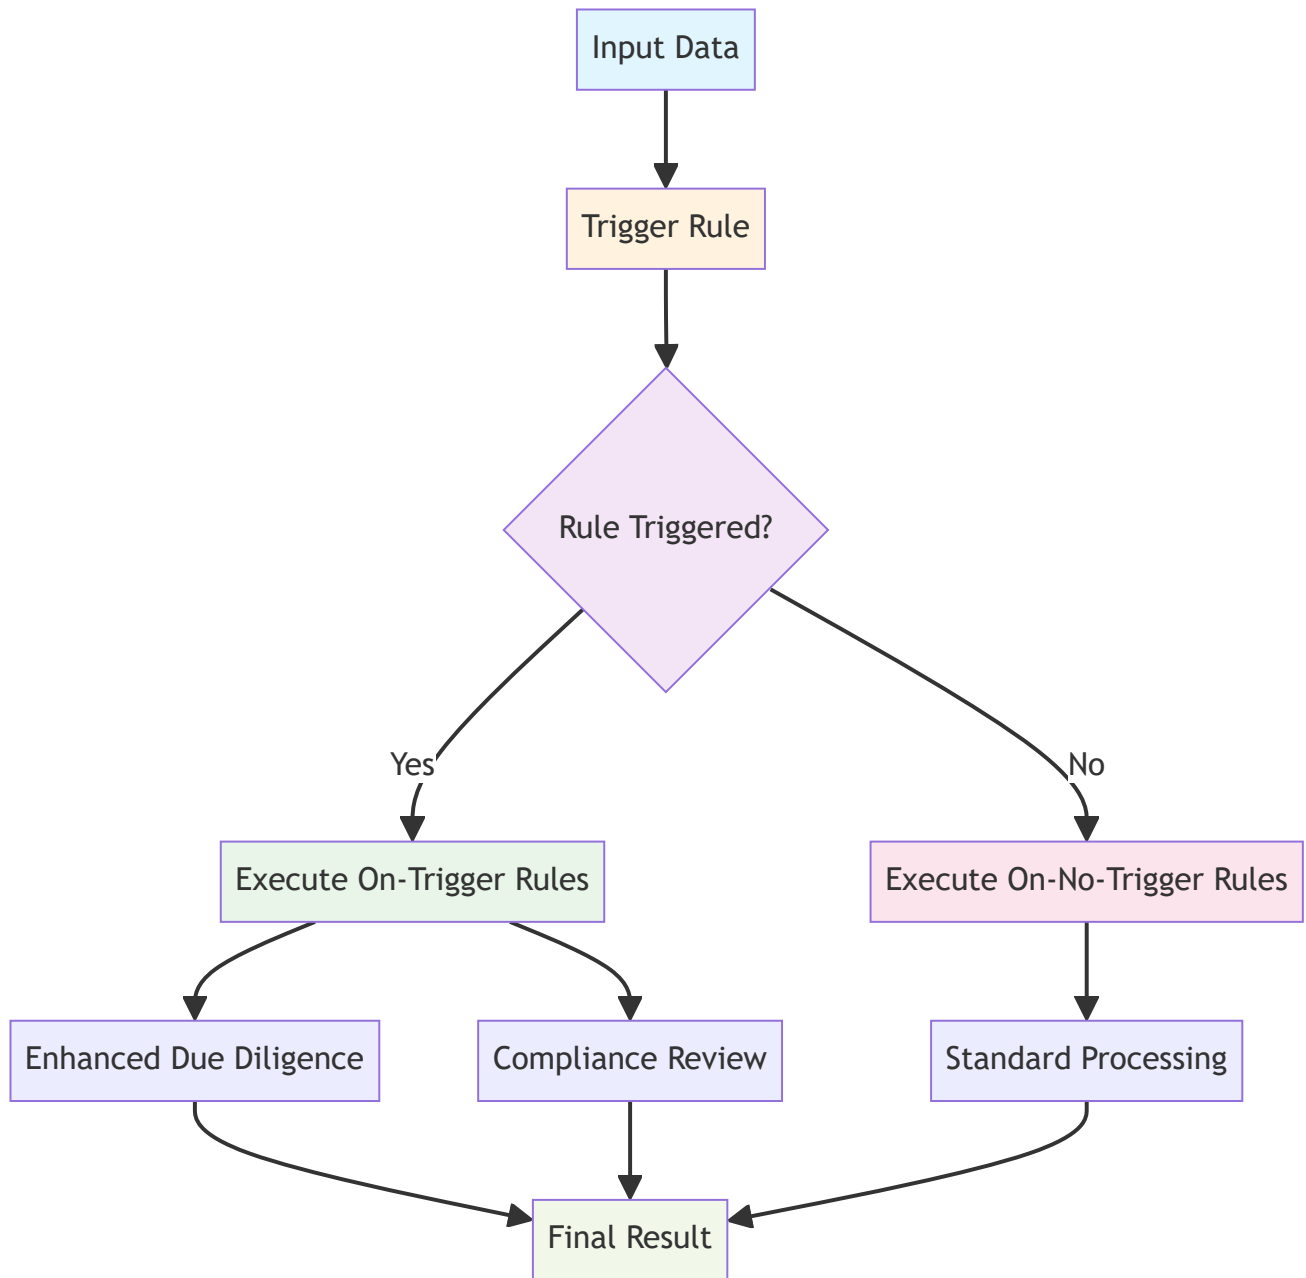 Input Data
Trigger Rule
Rule Triggered?
Yes
No
Execute On-Trigger Rules
Execute On-No-Trigger Rules
Enhanced Due Diligence
Compliance Review
Standard Processing
Final Result